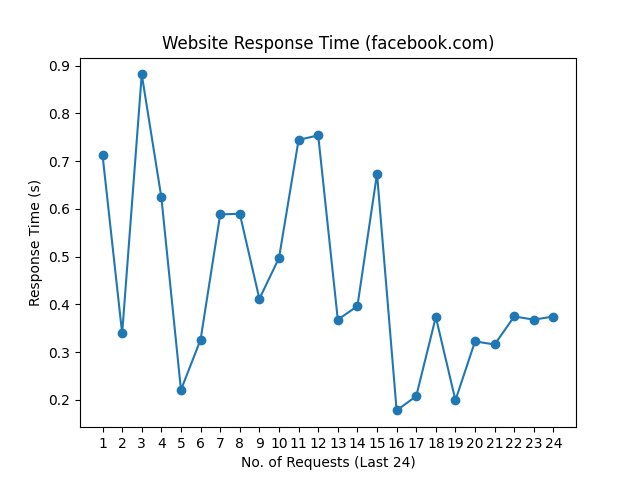 Website Response Time (facebook.com)
0.9
0.8
0.7
0.6
0.5
0.4
0.3
0.2
Response Time (s)
1 2 3 4 5 6 7 8 9 10 11 12 13 14 15 16 17 18 19 20 21 22 23 24
No. of Requests (Last 24)